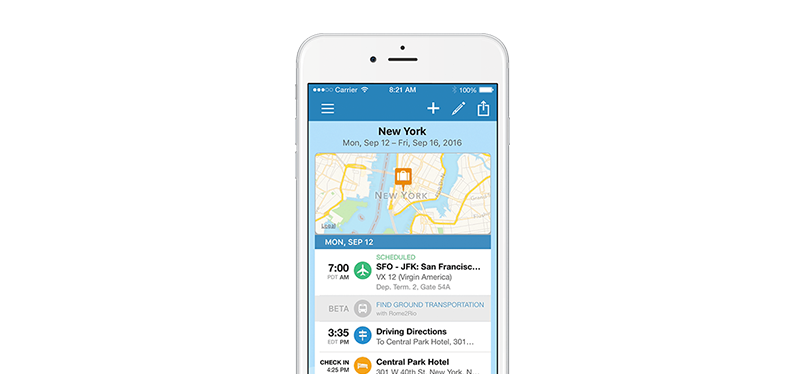 Carrier 8:21 AM 100%
New York
Mon, Sep 12 – Fri, Sep 16, 2016
NEW YORK
Legal
MON, SEP 12
SCHEDULED
7:00 SFO - JFK: San Francisc...
PDT AM VX 12 (Virgin America)
Dep. Term. 2, Gate 54A
BETA FIND GROUND TRANSPORTATION
with Rome2Rio
3:35 Driving Directions
EDT PM To Central Park Hotel, 301...
CHECK IN Central Park Hotel
4:25 PM 301 W 40th St, New York, N...